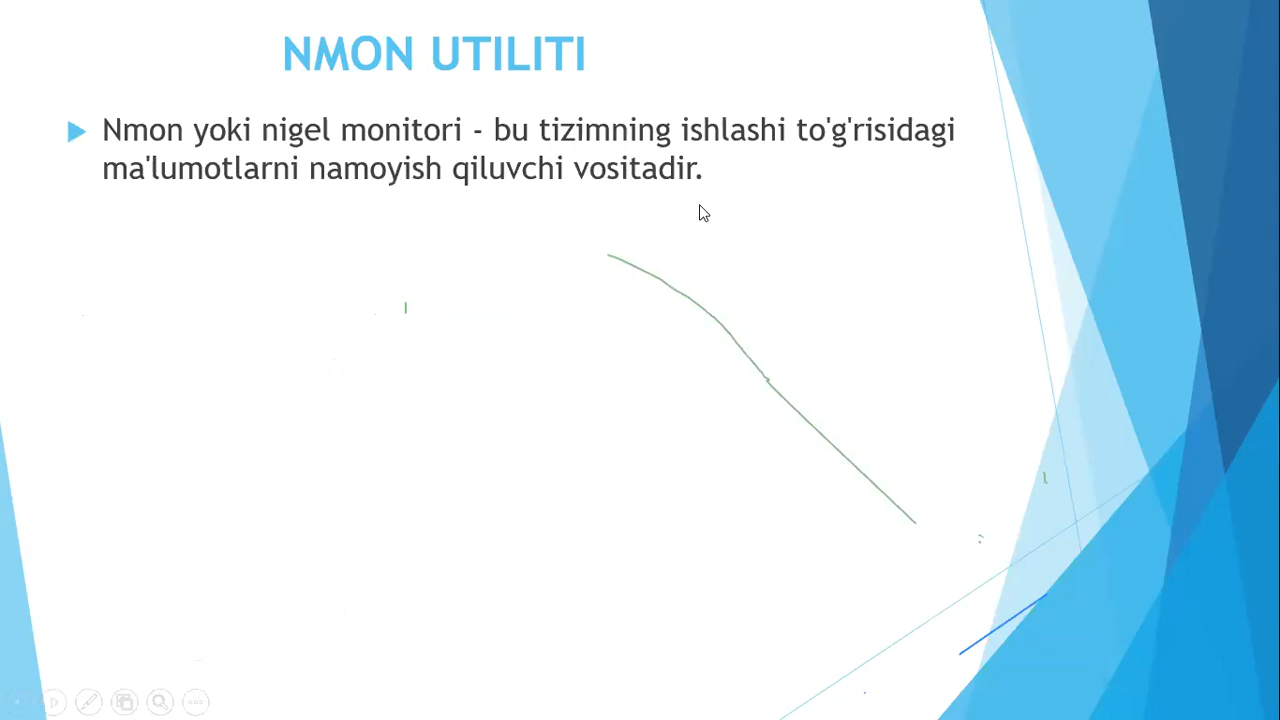 NMON UTILITI
Nmon yoki nigel monitori - bu tizimning ishlashi to'g'risidagi
ma'lumotlarni namoyish qiluvchi vositadir.